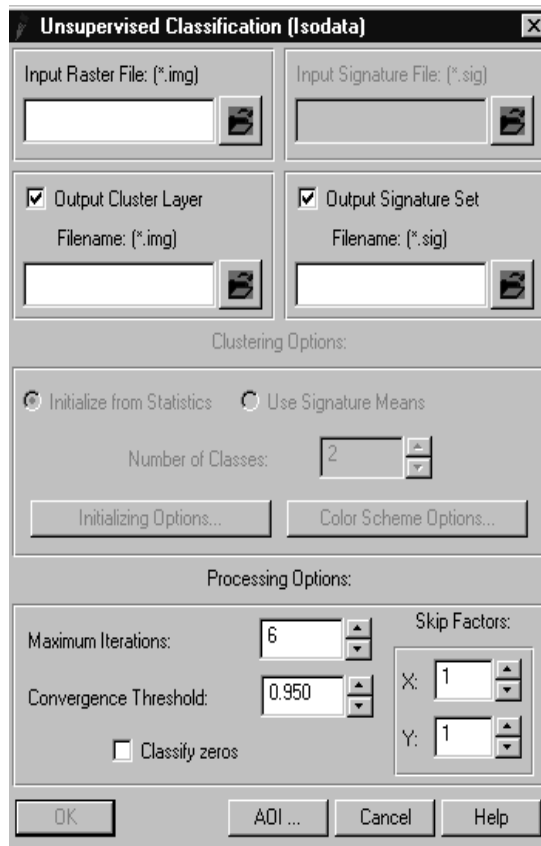 Unsupervised Classification (Isodata)
Input Raster File: (*.img)
Input Signature File: (*.sig)
Output Cluster Layer
Filename: (*.img)
Output Signature Set
Filename: (*.sig)
Clustering Options:
Initialize from Statistics
Use Signature Means
Number of Classes: 2
Initializing Options...
Color Scheme Options...
Processing Options:
Maximum Iterations: 6
Convergence Threshold: 0.950
Classify zeros
Skip Factors:
X: 1
Y: 1
OK
AOI ...
Cancel
Help